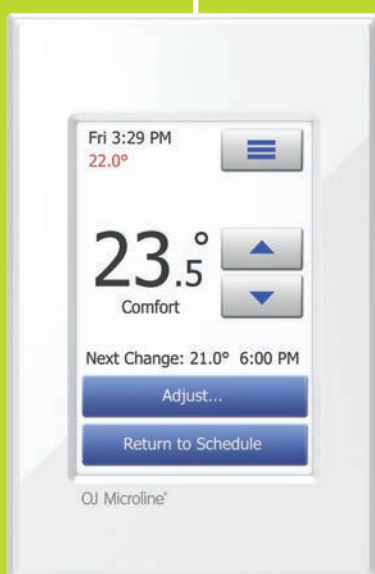 Fri 3:29 PM
22.0°
23.5°
Comfort
Next Change: 21.0° 6:00 PM
Adjust...
Return to Schedule
OJ Microline®